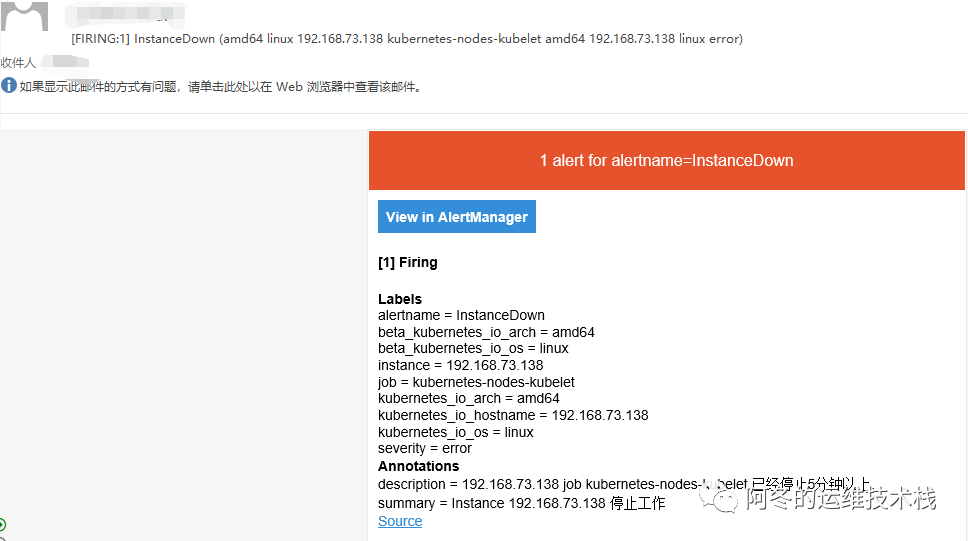 [FIRING:1] InstanceDown (amd64 linux 192.168.73.138 kubernetes-nodes-kubelet amd64 192.168.73.138 linux error)
收件人
如果显示此邮件的方式有问题，请单击此处以在 Web 浏览器中查看该邮件。
1 alert for alertname=InstanceDown
View in AlertManager
[1] Firing
Labels
alertname = InstanceDown
beta_kubernetes_io_arch = amd64
beta_kubernetes_io_os = linux
instance = 192.168.73.138
job = kubernetes-nodes-kubelet
kubernetes_io_arch = amd64
kubernetes_io_hostname = 192.168.73.138
kubernetes_io_os = linux
severity = error
Annotations
description = 192.168.73.138 job kubernetes-nodes-kubelet 已经停止5分钟以上
summary = Instance 192.168.73.138 停止工作
阿冬的运维技术栈
Source